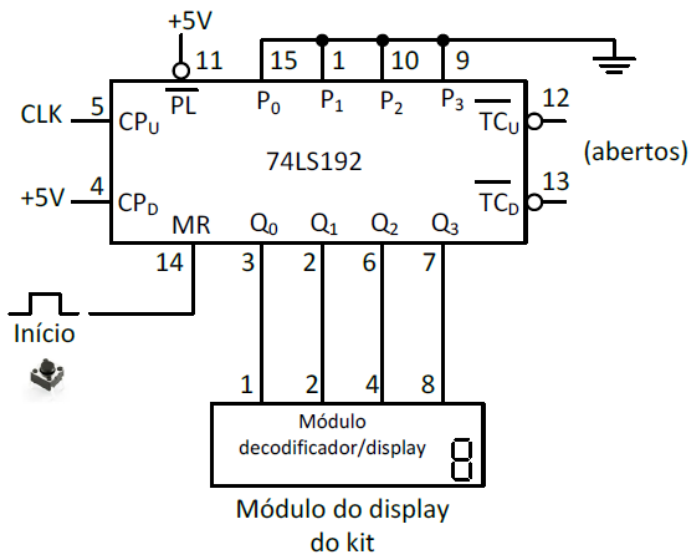 +5V
11 15 1 10 9
PL P₀ P₁ P₂ P₃ TCU 12
CLK 5 CPU
(abertos)
74LS192
+5V 4 CPD
TCD 13
MR Q₀ Q₁ Q₂ Q₃
14 3 2 6 7
Início
1 2 4 8
Módulo
decodificador/display
8
Módulo do display
do kit